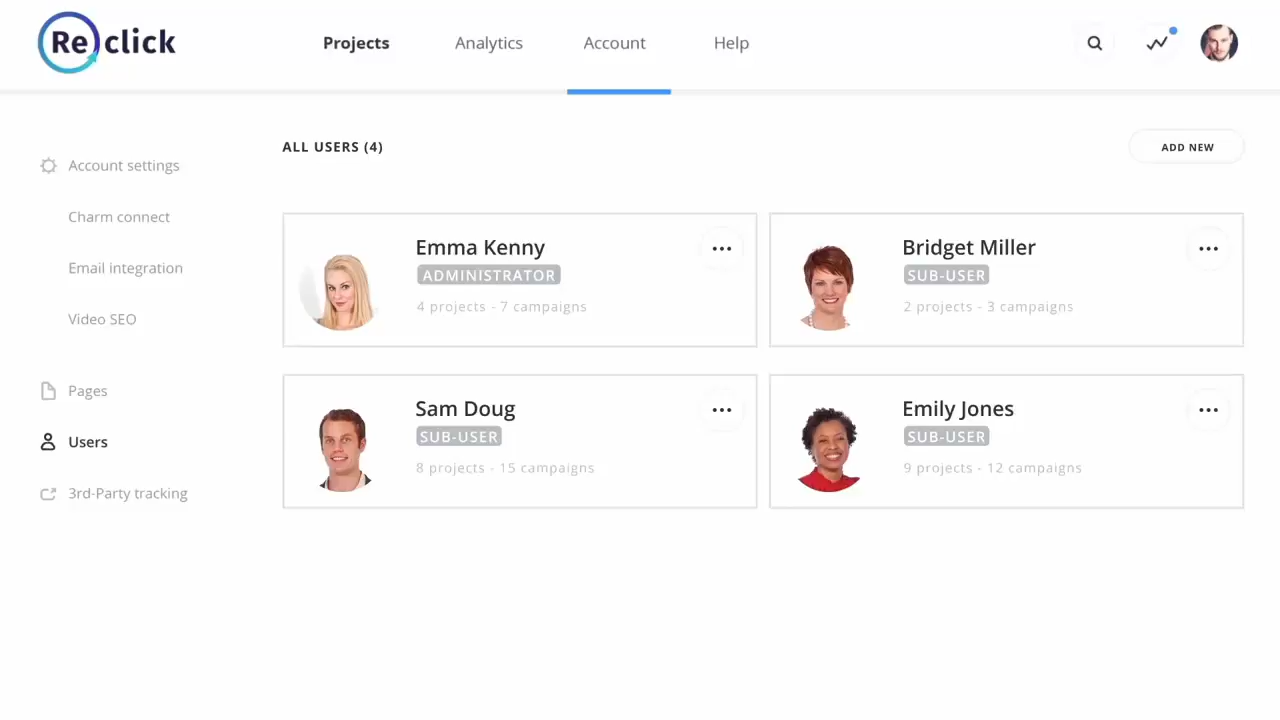 Re click
Projects
Analytics
Account
Help
ALL USERS (4)
ADD NEW
Account settings
Charm connect
Email integration
Video SEO
Pages
Users
3rd-Party tracking
Emma Kenny
ADMINISTRATOR
4 projects - 7 campaigns
Bridget Miller
SUB-USER
2 projects - 3 campaigns
Sam Doug
SUB-USER
8 projects - 15 campaigns
Emily Jones
SUB-USER
9 projects - 12 campaigns